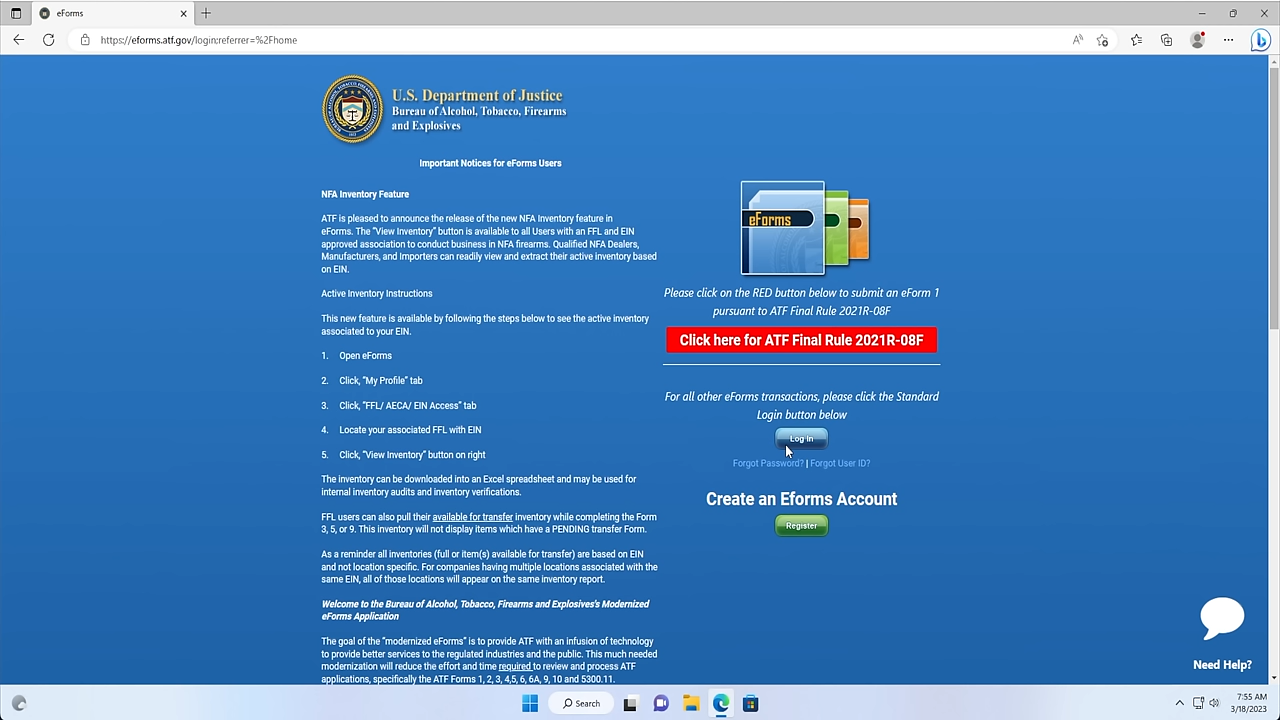 eForms
https://eforms.atf.gov/login;referrer=%2Fhome
U.S. Department of Justice
Bureau of Alcohol, Tobacco, Firearms
and Explosives
Important Notices for eForms Users
NFA Inventory Feature
ATF is pleased to announce the release of the new NFA Inventory feature in
eForms. The “View Inventory” button is available to all Users with an FFL and EIN
approved association to conduct business in NFA firearms. Qualified NFA Dealers,
Manufacturers, and Importers can readily view and extract their active inventory based
on EIN.
Active Inventory Instructions
This new feature is available by following the steps below to see the active inventory
associated to your EIN.
1. Open eForms
2. Click, “My Profile” tab
3. Click, “FFL/ AECA/ EIN Access” tab
4. Locate your associated FFL with EIN
5. Click, “View Inventory” button on right
The inventory can be downloaded into an Excel spreadsheet and may be used for
internal inventory audits and inventory verifications.
FFL users can also pull their available for transfer inventory while completing the Form
3, 5, or 9. This inventory will not display items which have a PENDING transfer Form.
As a reminder all inventories (full or item(s) available for transfer) are based on EIN
and not location specific. For companies having multiple locations associated with the
same EIN, all of those locations will appear on the same inventory report.
Welcome to the Bureau of Alcohol, Tobacco, Firearms and Explosives's Modernized
eForms Application
The goal of the “modernized eForms” is to provide ATF with an infusion of technology
to provide better services to the regulated industries and the public. This much needed
modernization will reduce the effort and time required to review and process ATF
applications, specifically the ATF Forms 1, 2, 3, 4,5, 6, 6A, 9, 10 and 5300.11.
eForms
Please click on the RED button below to submit an eForm 1
pursuant to ATF Final Rule 2021R-08F
Click here for ATF Final Rule 2021R-08F
For all other eForms transactions, please click the Standard
Login button below
Log In
Forgot Password? | Forgot User ID?
Create an Eforms Account
Register
Need Help?
Search
7:55 AM
3/18/2023